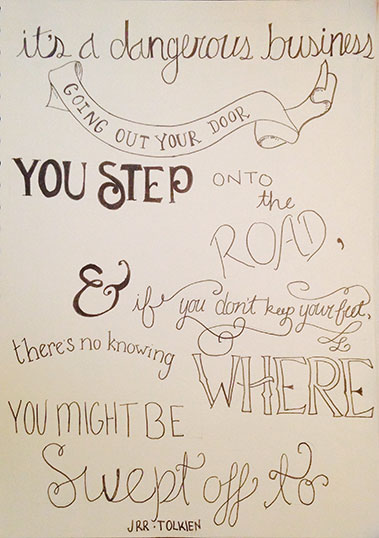 it's a dangerous business
GOING OUT YOUR DOOR
YOU STEP ONTO
the
ROAD,
& if you don't keep your feet,
there's no knowing
WHERE
YOU MIGHT BE
Swept off to
JRR · TOLKIEN